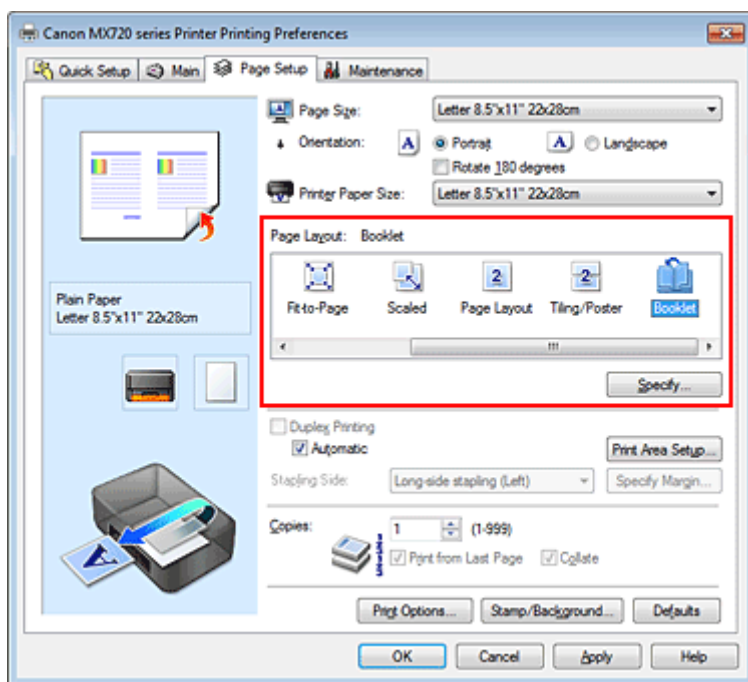 Canon MX720 series Printer Printing Preferences
Quick Setup Main Page Setup Maintenance
Page Size: Letter 8.5"x11" 22x28cm
Orientation: A Portrait A Landscape
Rotate 180 degrees
Printer Paper Size: Letter 8.5"x11" 22x28cm
Page Layout: Booklet
2 2
Fit-to-Page Scaled Page Layout Tiling/Poster Booklet
Specify...
Plain Paper
Letter 8.5"x11" 22x28cm
Duplex Printing
Automatic Print Area Setup...
Stapling Side: Long-side stapling (Left) Specify Margin...
Copies: 1 (1-999)
Print from Last Page Collate
A
Print Options... Stamp/Background... Defaults
OK Cancel Apply Help